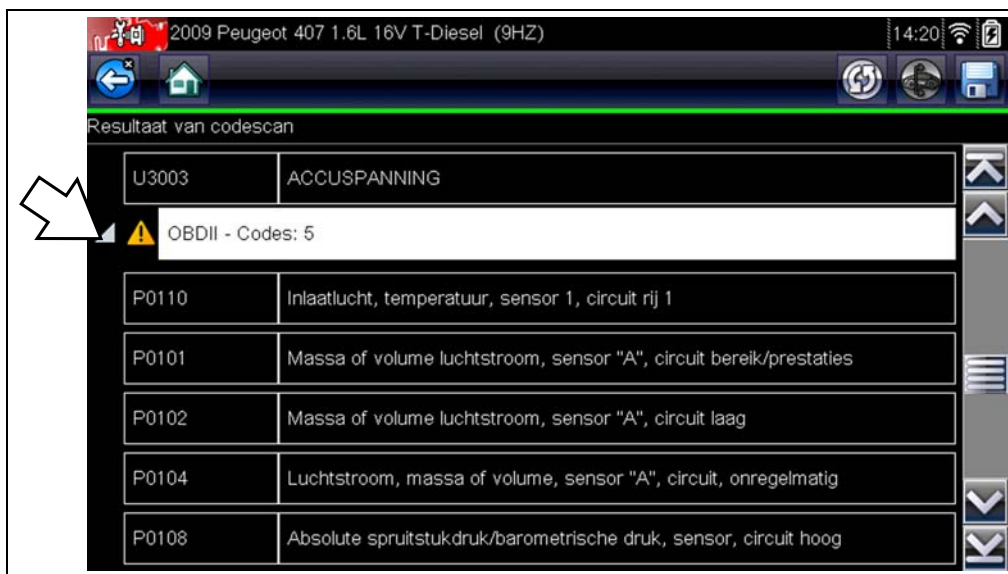 2009 Peugeot 407 1.6L 16V T-Diesel (9HZ) 14:20
Resultaat van codescan
U3003 ACCUSPANNING
OBDII - Codes: 5
P0110 Inlaatlucht, temperatuur, sensor 1, circuit rij 1
P0101 Massa of volume luchtstroom, sensor "A", circuit bereik/prestaties
P0102 Massa of volume luchtstroom, sensor "A", circuit laag
P0104 Luchtstroom, massa of volume, sensor "A", circuit, onregelmatig
P0108 Absolute spruitstukdruk/barometrische druk, sensor, circuit hoog